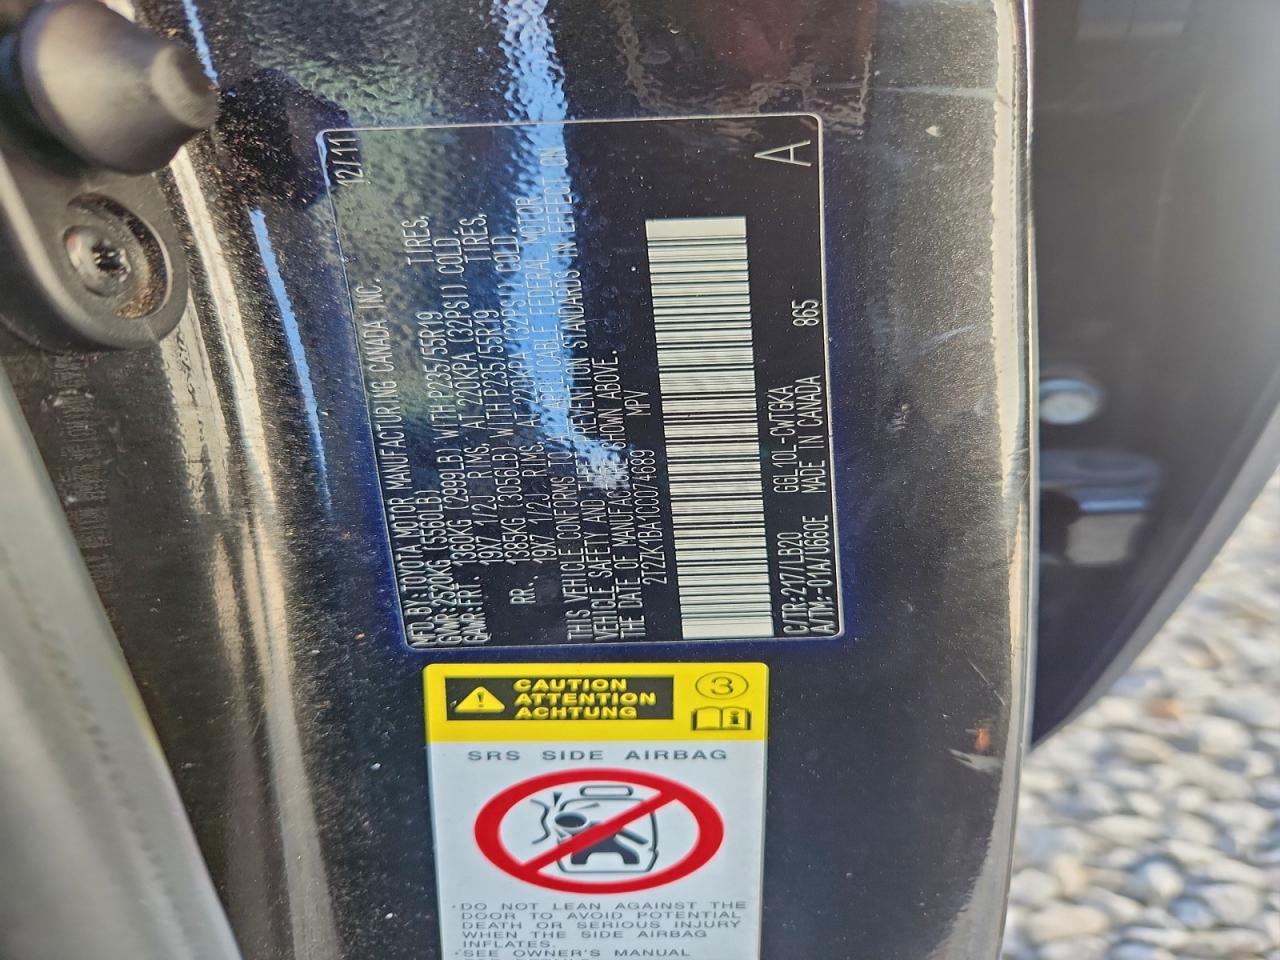 MFD.BY:TOYOTA MOTOR MANUFACTURING CANADA INC. 12/11
GVWR:2520KG (5560LB)
GAWR:FRT. 1360KG (2999LB) WITH P235/55R19 TIRES,
19X7 1/2J RIMS, AT 220KPA (32PSI) COLD
RR. 1385KG (3056LB) WITH P235/55R19 TIRES,
19X7 1/2J RIMS, AT 220KPA (32PSI) COLD.
THIS VEHICLE CONFORMS TO APPLICABLE FEDERAL MOTOR
VEHICLE SAFETY AND THEFT PREVENTION STANDARDS IN EFFECT ON
THE DATE OF MANUFACTURE SHOWN ABOVE.
2T2ZK1BA1CC074689 MPV
C/TR:217/LB20 GGL10L-CWTGKA
A/TM:-01A/U660E MADE IN CANADA 865
A
CAUTION
ATTENTION
ACHTUNG
3
i
SRS SIDE AIRBAG
·DO NOT LEAN AGAINST THE
DOOR TO AVOID POTENTIAL
DEATH OR SERIOUS INJURY
WHEN THE SIDE AIRBAG
INFLATES.
·SEE OWNER'S MANUAL